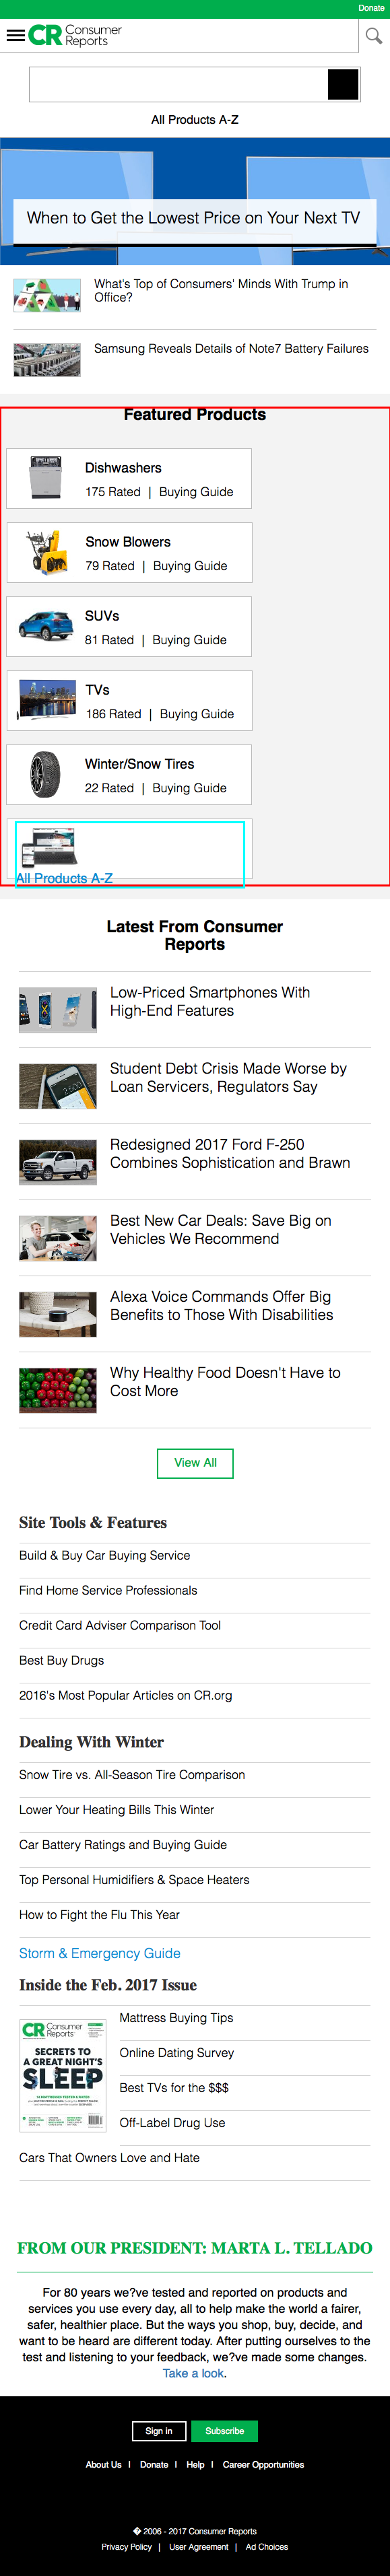 Donate
CR Consumer Reports
All Products A-Z
When to Get the Lowest Price on Your Next TV
What's Top of Consumers' Minds With Trump in
Office?
Samsung Reveals Details of Note7 Battery Failures
Featured Products
Dishwashers
175 Rated | Buying Guide
Snow Blowers
79 Rated | Buying Guide
SUVs
81 Rated | Buying Guide
TVs
186 Rated | Buying Guide
Winter/Snow Tires
22 Rated | Buying Guide
All Products A-Z
Latest From Consumer
Reports
Low-Priced Smartphones With
High-End Features
Student Debt Crisis Made Worse by
Loan Servicers, Regulators Say
Redesigned 2017 Ford F-250
Combines Sophistication and Brawn
Best New Car Deals: Save Big on
Vehicles We Recommend
Alexa Voice Commands Offer Big
Benefits to Those With Disabilities
Why Healthy Food Doesn't Have to
Cost More
View All
Site Tools & Features
Build & Buy Car Buying Service
Find Home Service Professionals
Credit Card Adviser Comparison Tool
Best Buy Drugs
2016's Most Popular Articles on CR.org
Dealing With Winter
Snow Tire vs. All-Season Tire Comparison
Lower Your Heating Bills This Winter
Car Battery Ratings and Buying Guide
Top Personal Humidifiers & Space Heaters
How to Fight the Flu This Year
Storm & Emergency Guide
Inside the Feb. 2017 Issue
CR Consumer Reports
SECRETS TO
A GREAT NIGHT'S
SLEEP
Mattress Buying Tips
Online Dating Survey
Best TVs for the $$$
Off-Label Drug Use
Cars That Owners Love and Hate
FROM OUR PRESIDENT: MARTA L. TELLADO
For 80 years we?ve tested and reported on products and
services you use every day, all to help make the world a fairer,
safer, healthier place. But the ways you shop, buy, decide, and
want to be heard are different today. After putting ourselves to the
test and listening to your feedback, we?ve made some changes.
Take a look.
Sign in Subscribe
About Us | Donate | Help | Career Opportunities
� 2006 - 2017 Consumer Reports
Privacy Policy | User Agreement | Ad Choices